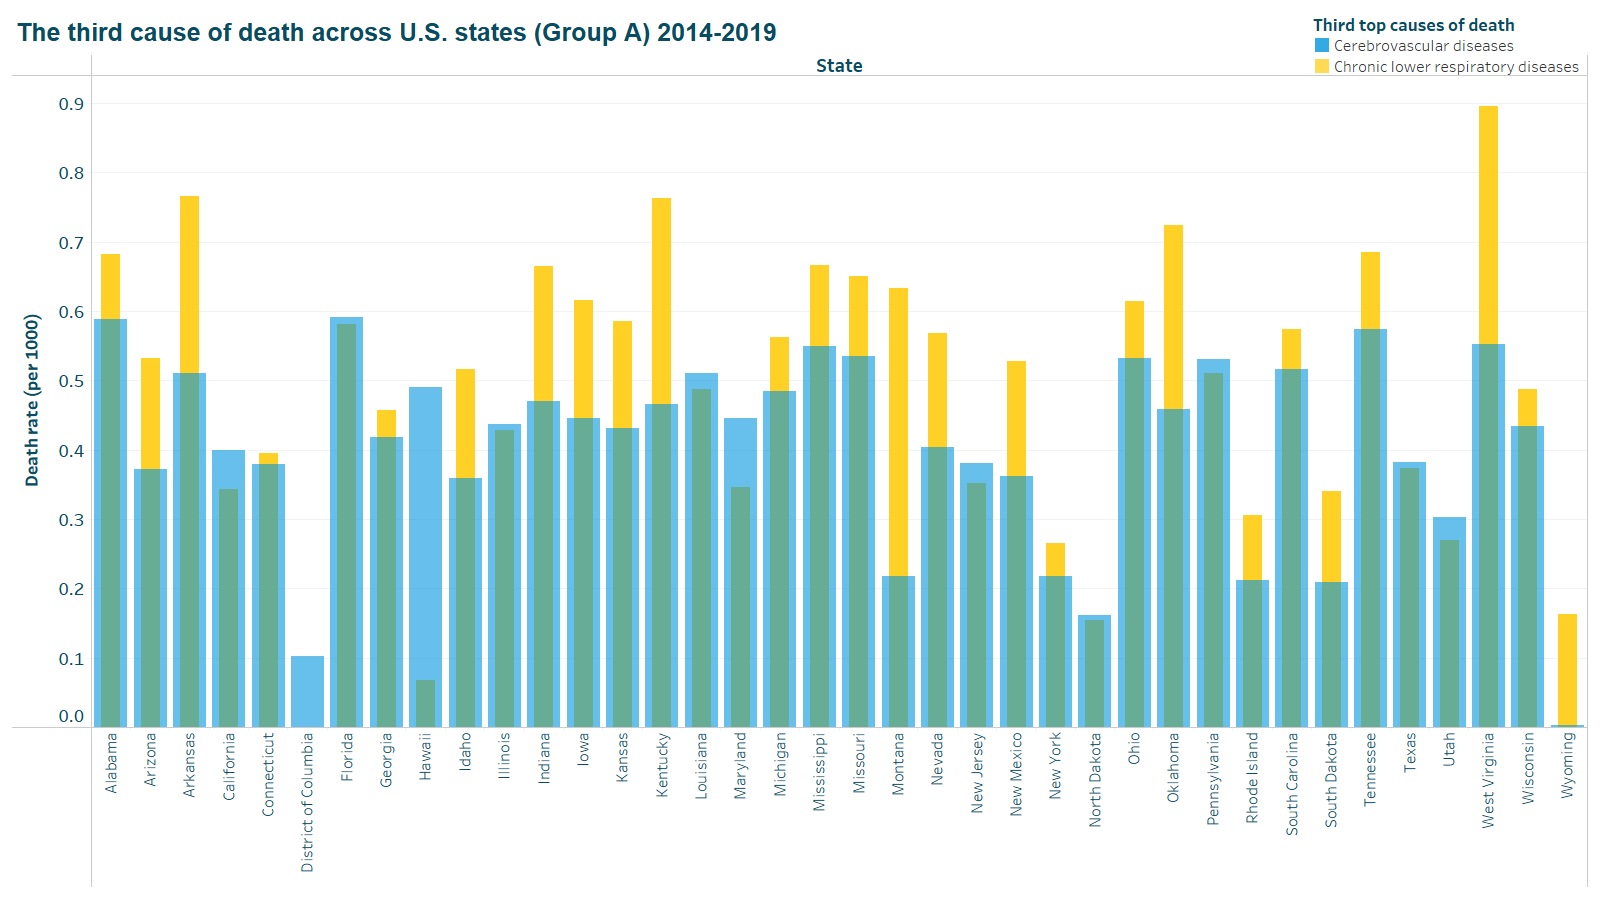 The third cause of death across U.S. states (Group A) 2014-2019
Third top causes of death
Cerebrovascular diseases
Chronic lower respiratory diseases
State
Death rate (per 1000)
0.9
0.8
0.7
0.6
0.5
0.4
0.3
0.2
0.1
0.0
Alabama
Arizona
Arkansas
California
Connecticut
District of Columbia
Florida
Georgia
Hawaii
Idaho
Illinois
Indiana
Iowa
Kansas
Kentucky
Louisiana
Maryland
Michigan
Mississippi
Missouri
Montana
Nevada
New Jersey
New Mexico
New York
North Dakota
Ohio
Oklahoma
Pennsylvania
Rhode Island
South Carolina
South Dakota
Tennessee
Texas
Utah
West Virginia
Wisconsin
Wyoming